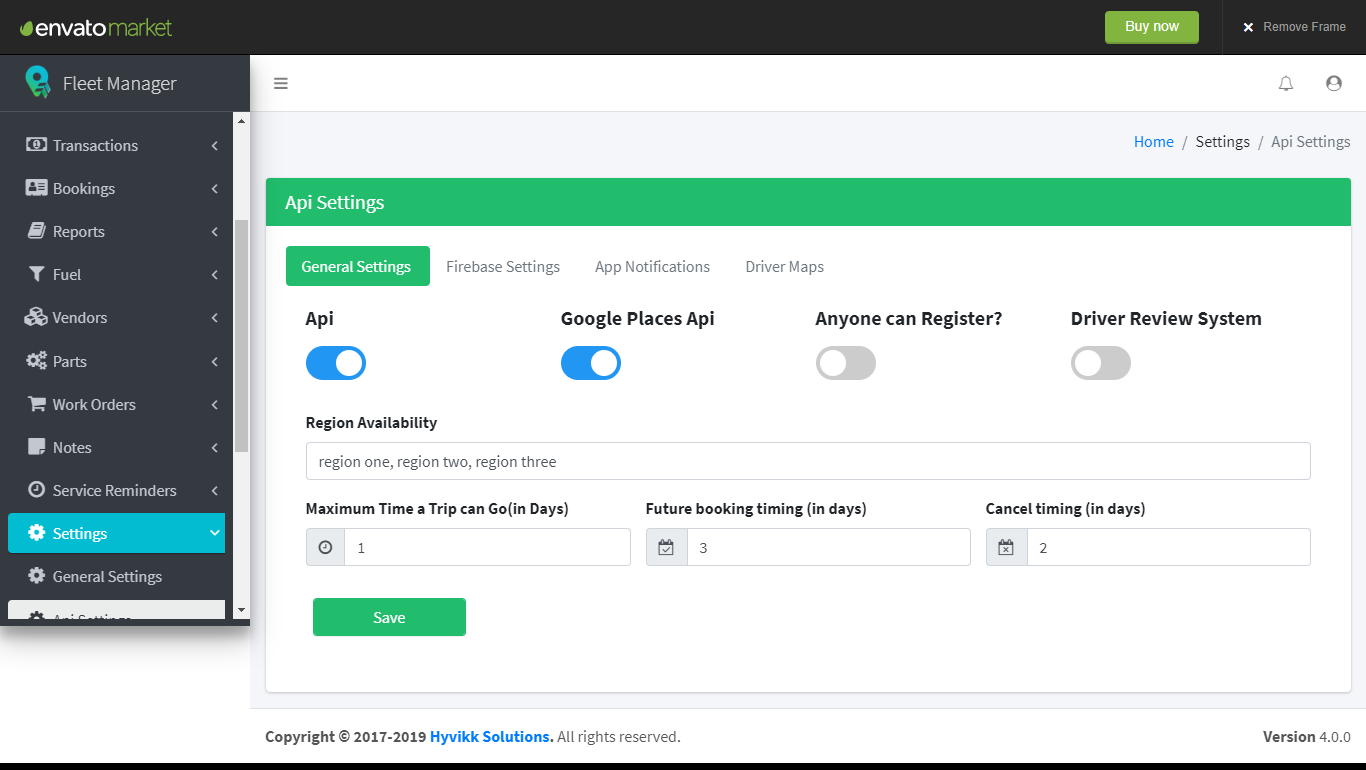 envato market
Buy now
Remove Frame
Fleet Manager
Transactions
Bookings
Reports
Fuel
Vendors
Parts
Work Orders
Notes
Service Reminders
Settings
General Settings
Api Settings
Home / Settings / Api Settings
Api Settings
General Settings Firebase Settings App Notifications Driver Maps
Api Google Places Api Anyone can Register? Driver Review System
Region Availability
region one, region two, region three
Maximum Time a Trip can Go(in Days) Future booking timing (in days) Cancel timing (in days)
1 3 2
Save
Copyright © 2017-2019 Hyvikk Solutions. All rights reserved.
Version 4.0.0